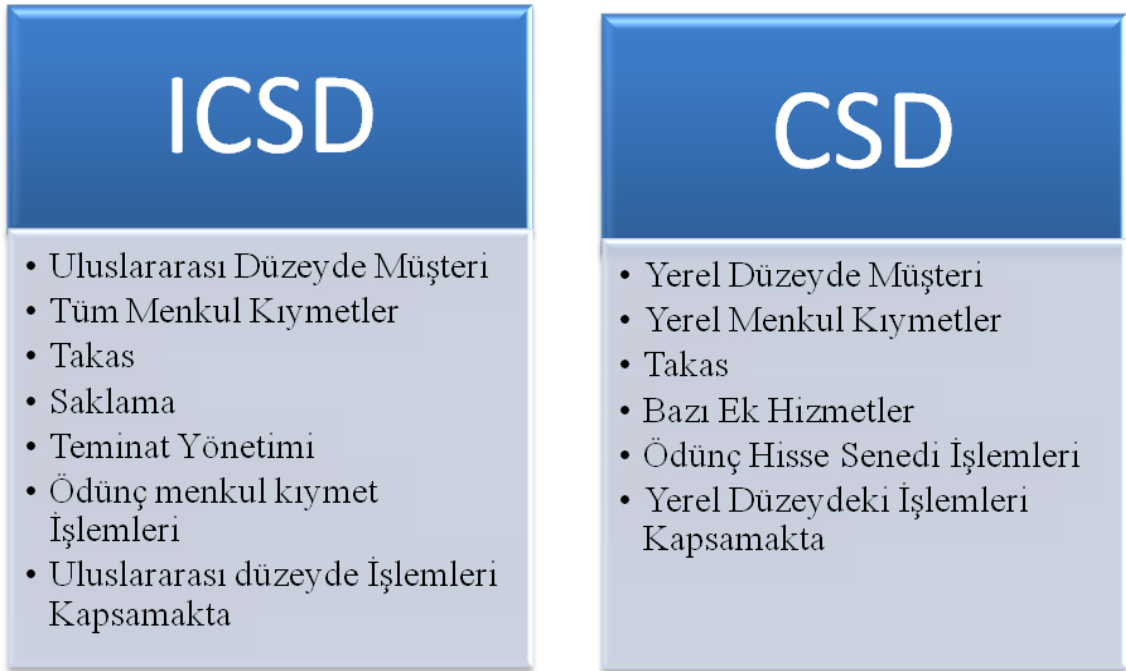 ICSD
• Uluslararası Düzeyde Müşteri
• Tüm Menkul Kıymetler
• Takas
• Saklama
• Teminat Yönetimi
• Ödünç menkul kıymet
İşlemleri
• Uluslararası düzeyde İşlemleri
Kapsamakta
CSD
• Yerel Düzeyde Müşteri
• Yerel Menkul Kıymetler
• Takas
• Bazı Ek Hizmetler
• Ödünç Hisse Senedi İşlemleri
• Yerel Düzeydeki İşlemleri
Kapsamakta